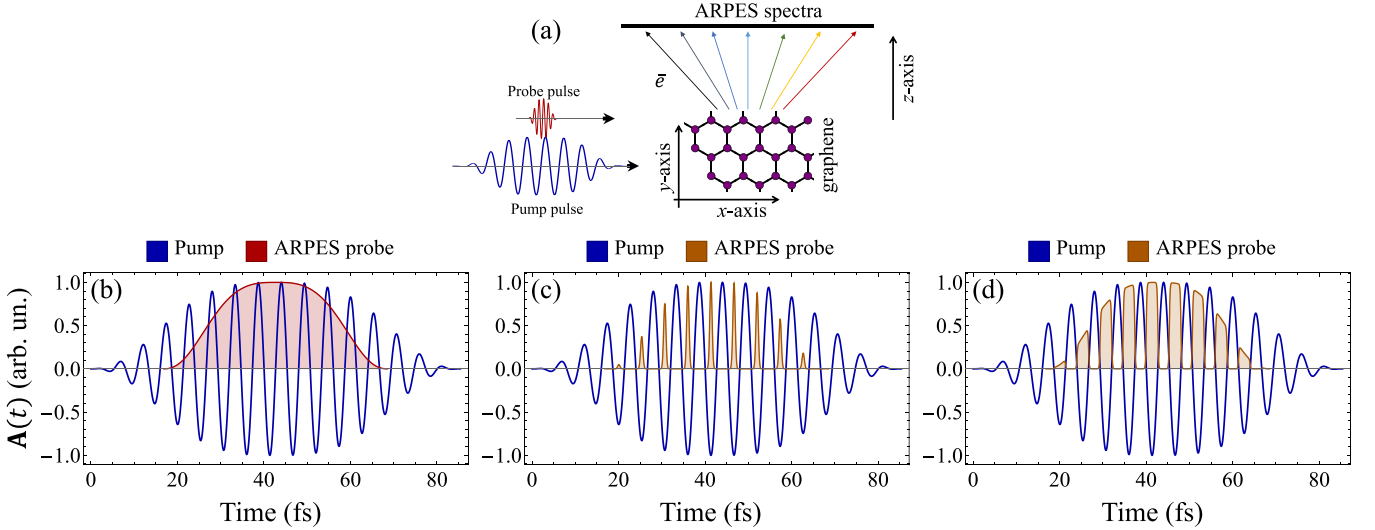 ARPES spectra
(a)
z-axis
ē
Probe pulse
Pump pulse
y-axis
x-axis
graphene
Pump ARPES probe
Pump ARPES probe
Pump ARPES probe
(b)
(c)
(d)
A(t) (arb. un.)
1.0
0.5
0.0
−0.5
−1.0
0 20 40 60 80
Time (fs)
1.0
0.5
0.0
−0.5
−1.0
0 20 40 60 80
Time (fs)
1.0
0.5
0.0
−0.5
−1.0
0 20 40 60 80
Time (fs)